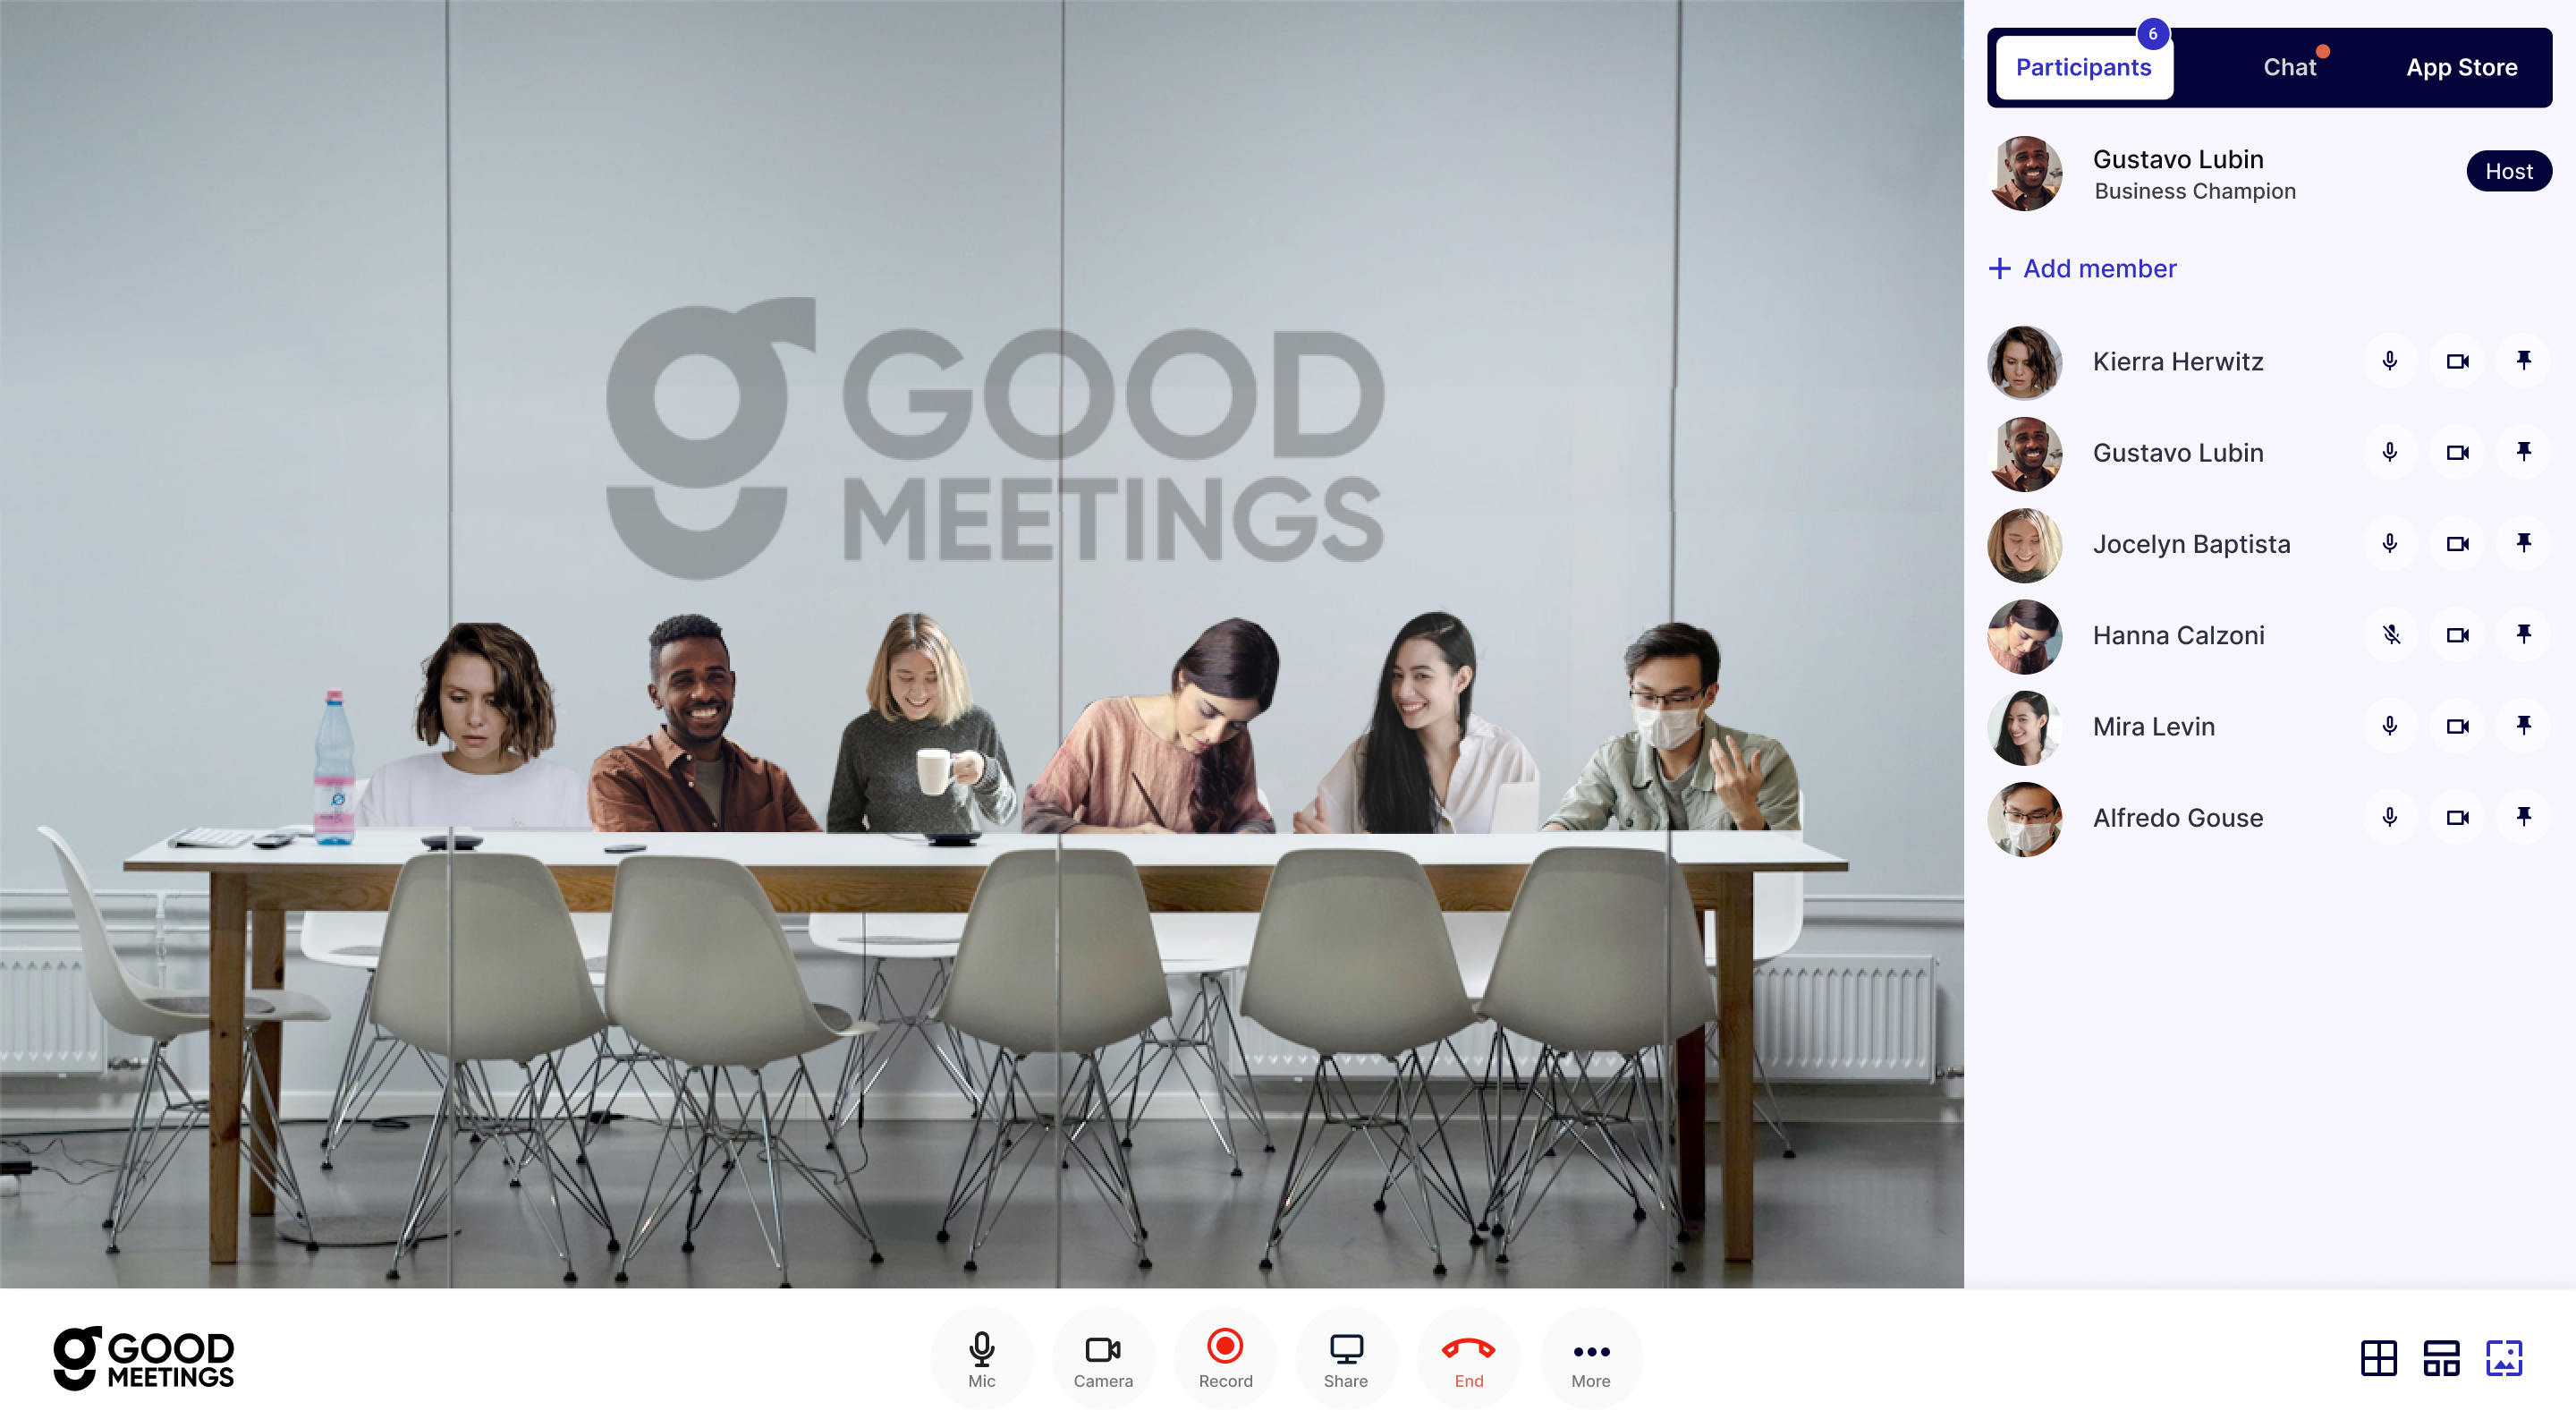 GOOD
MEETINGS
6
Participants
Chat
App Store
Gustavo Lubin
Business Champion
Host
+ Add member
Kierra Herwitz
Gustavo Lubin
Jocelyn Baptista
Hanna Calzoni
Mira Levin
Alfredo Gouse
GOOD
MEETINGS
Mic
Camera
Record
Share
End
More